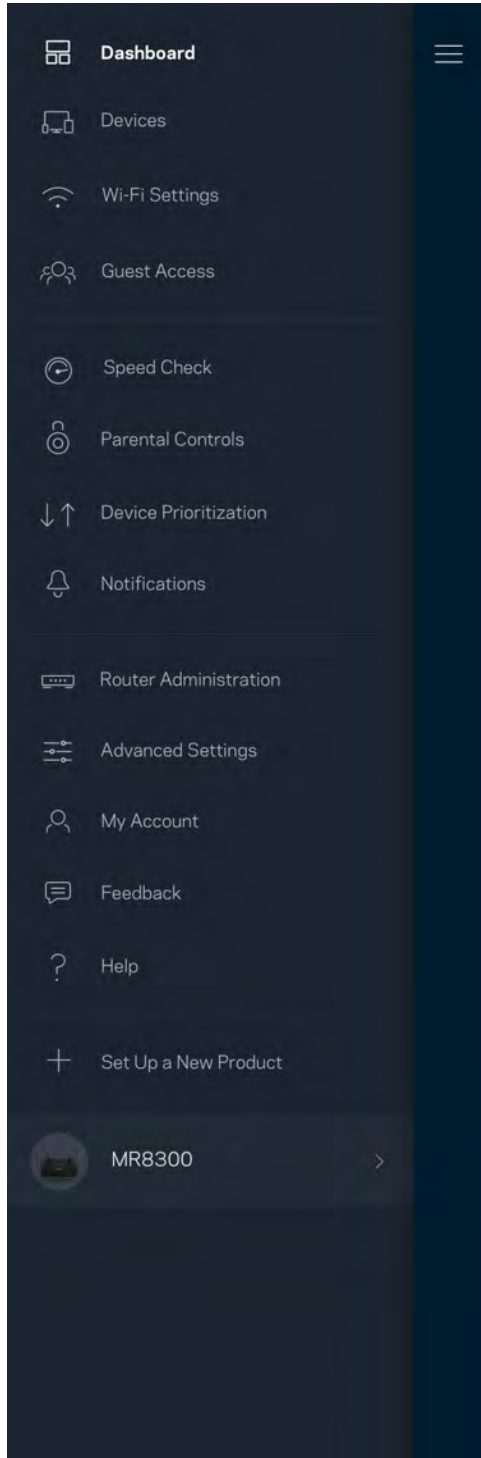 Dashboard
Devices
Wi-Fi Settings
Guest Access
Speed Check
Parental Controls
Device Prioritization
Notifications
Router Administration
Advanced Settings
My Account
Feedback
Help
Set Up a New Product
MR8300